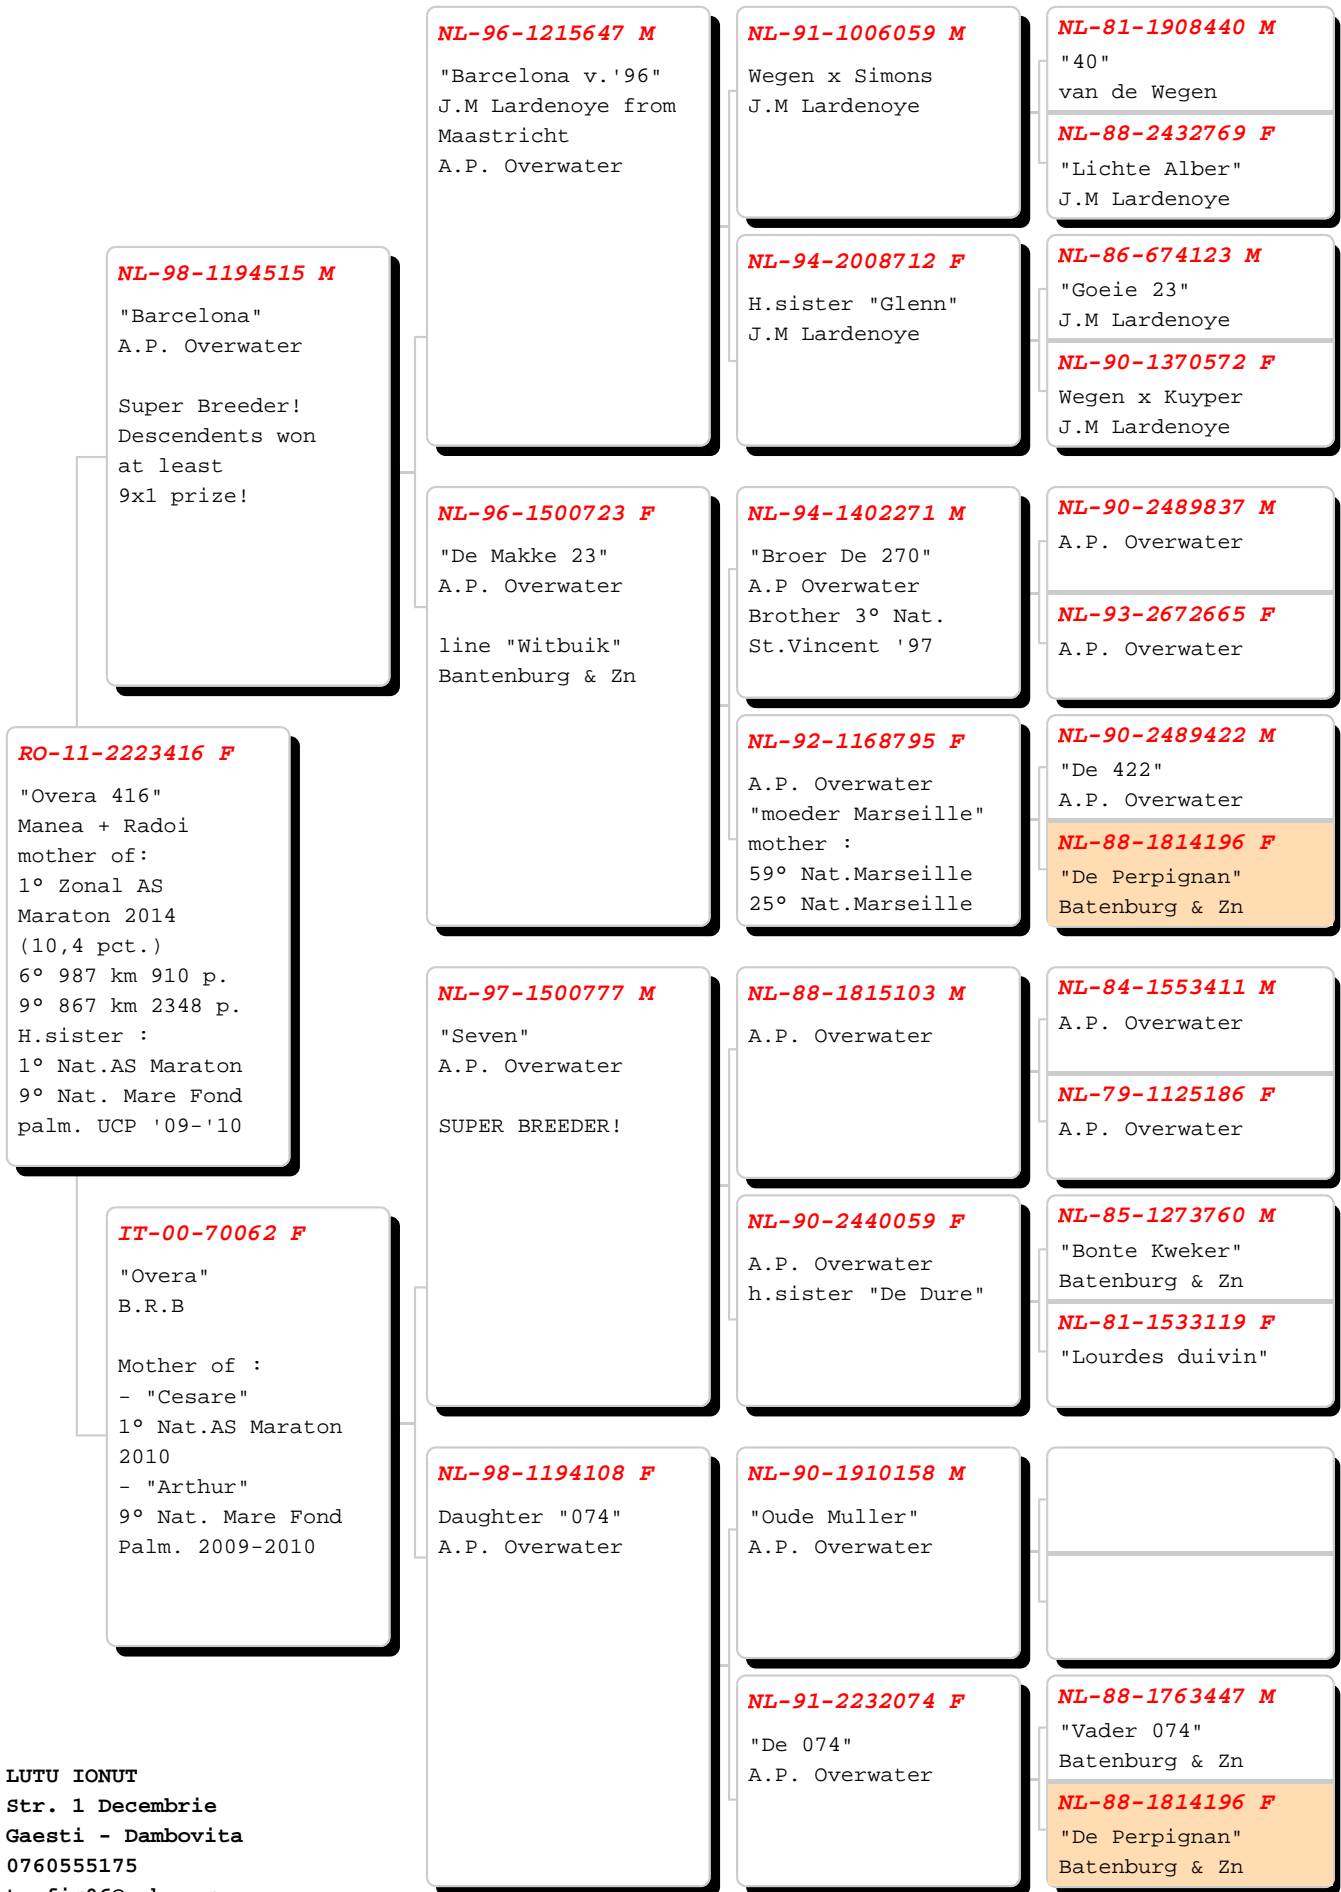 NL-96-1215647 M
"Barcelona v.'96"
J.M Lardenoye from
Maastricht
A.P. Overwater
NL-91-1006059 M
Wegen x Simons
J.M Lardenoye
NL-81-1908440 M
"40"
van de Wegen
NL-88-2432769 F
"Lichte Alber"
J.M Lardenoye
NL-94-2008712 F
H.sister "Glenn"
J.M Lardenoye
NL-86-674123 M
"Goeie 23"
J.M Lardenoye
NL-90-1370572 F
Wegen x Kuyper
J.M Lardenoye
NL-98-1194515 M
"Barcelona"
A.P. Overwater
Super Breeder!
Descendents won
at least
9x1 prize!
NL-96-1500723 F
"De Makke 23"
A.P. Overwater
line "Witbuik"
Bantenburg & Zn
NL-94-1402271 M
"Broer De 270"
A.P Overwater
Brother 3° Nat.
St.Vincent '97
NL-90-2489837 M
A.P. Overwater
NL-93-2672665 F
A.P. Overwater
NL-92-1168795 F
A.P. Overwater
"moeder Marseille"
mother :
59° Nat.Marseille
25° Nat.Marseille
NL-90-2489422 M
"De 422"
A.P. Overwater
NL-88-1814196 F
"De Perpignan"
Batenburg & Zn
RO-11-2223416 F
"Overa 416"
Manea + Radoi
mother of:
1° Zonal AS
Maraton 2014
(10,4 pct.)
6° 987 km 910 p.
9° 867 km 2348 p.
H.sister :
1° Nat.AS Maraton
9° Nat. Mare Fond
palm. UCP '09-'10
NL-97-1500777 M
"Seven"
A.P. Overwater
SUPER BREEDER!
NL-88-1815103 M
A.P. Overwater
NL-84-1553411 M
A.P. Overwater
NL-79-1125186 F
A.P. Overwater
NL-90-2440059 F
A.P. Overwater
h.sister "De Dure"
NL-85-1273760 M
"Bonte Kweker"
Batenburg & Zn
NL-81-1533119 F
"Lourdes duivin"
IT-00-70062 F
"Overa"
B.R.B
Mother of :
- "Cesare"
1° Nat.AS Maraton
2010
- "Arthur"
9° Nat. Mare Fond
Palm. 2009-2010
NL-98-1194108 F
Daughter "074"
A.P. Overwater
NL-90-1910158 M
"Oude Muller"
A.P. Overwater
NL-91-2232074 F
"De 074"
A.P. Overwater
NL-88-1763447 M
"Vader 074"
Batenburg & Zn
NL-88-1814196 F
"De Perpignan"
Batenburg & Zn
LUTU IONUT
Str. 1 Decembrie
Gaesti - Dambovita
0760555175